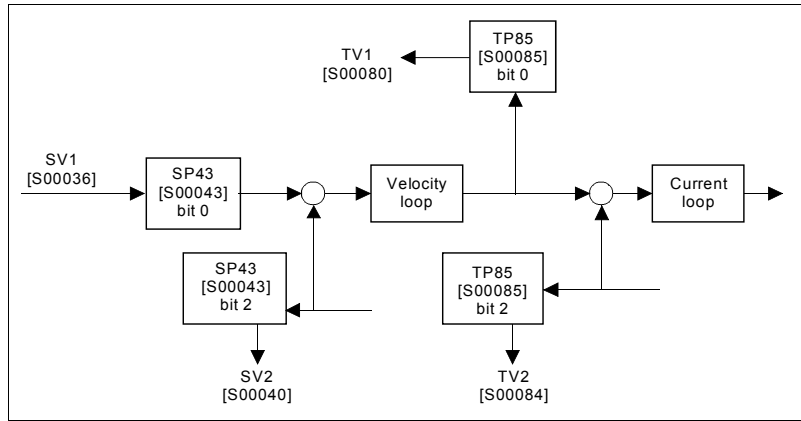 TP85
[S00085]
bit 0
TV1
[S00080]
SV1
[S00036]
SP43
[S00043]
bit 0
Velocity
loop
Current
loop
SP43
[S00043]
bit 2
TP85
[S00085]
bit 2
SV2
[S00040]
TV2
[S00084]